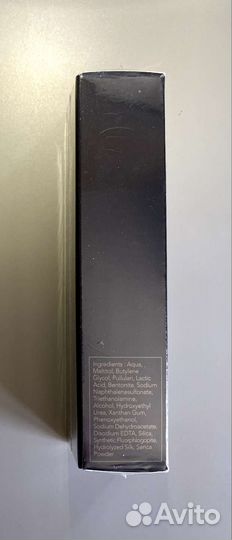 Ingredients : Aqua,
Maltitol, Butylene
Glycol, Pullulan, Lactic
Acid, Bentonite, Sodium
Naphthalenesulfonate,
Triethanolamine,
Alcohol, Hydroxyethyl
Urea, Xanthan Gum,
Phenoxyethanol,
Sodium Dehydroacetate,
Disodium EDTA, Silica,
Synthetic Fluorphlogopite,
Hydrolyzed Silk, Serica
Powder
Avito